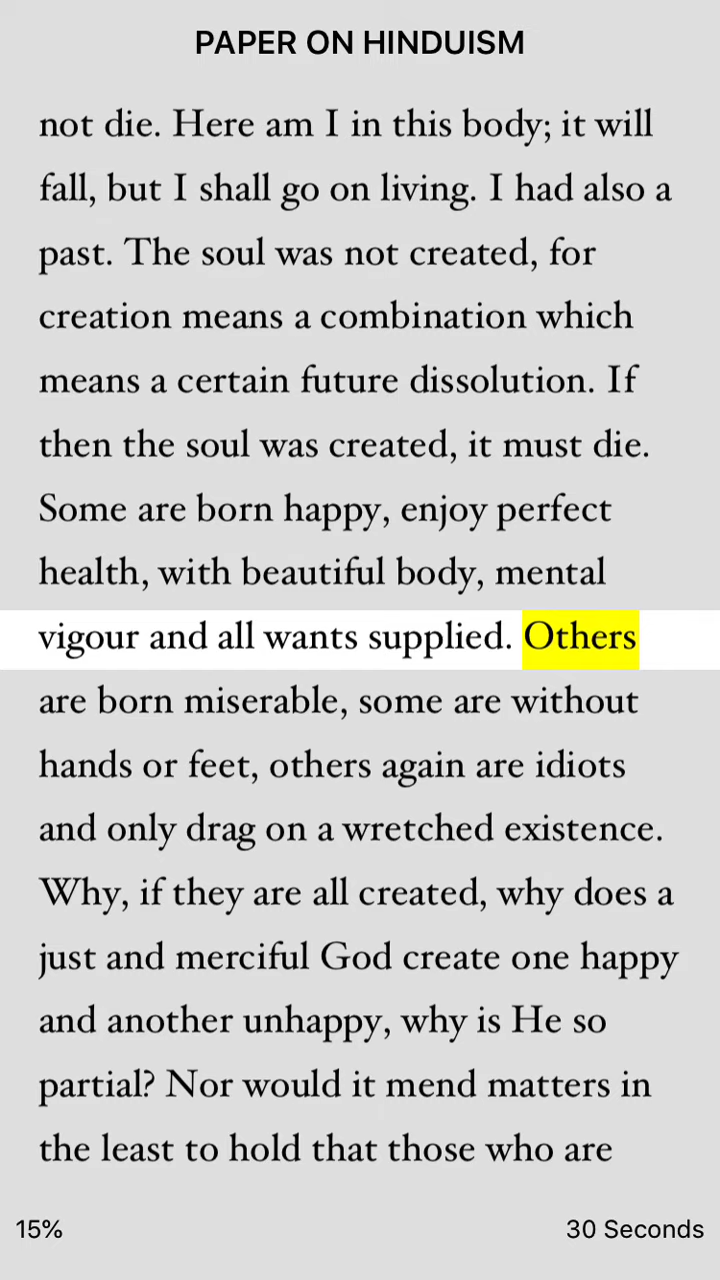 PAPER ON HINDUISM
not die. Here am I in this body; it will
fall, but I shall go on living. I had also a
past. The soul was not created, for
creation means a combination which
means a certain future dissolution. If
then the soul was created, it must die.
Some are born happy, enjoy perfect
health, with beautiful body, mental
vigour and all wants supplied. Others
are born miserable, some are without
hands or feet, others again are idiots
and only drag on a wretched existence.
Why, if they are all created, why does a
just and merciful God create one happy
and another unhappy, why is He so
partial? Nor would it mend matters in
the least to hold that those who are
15%
30 Seconds